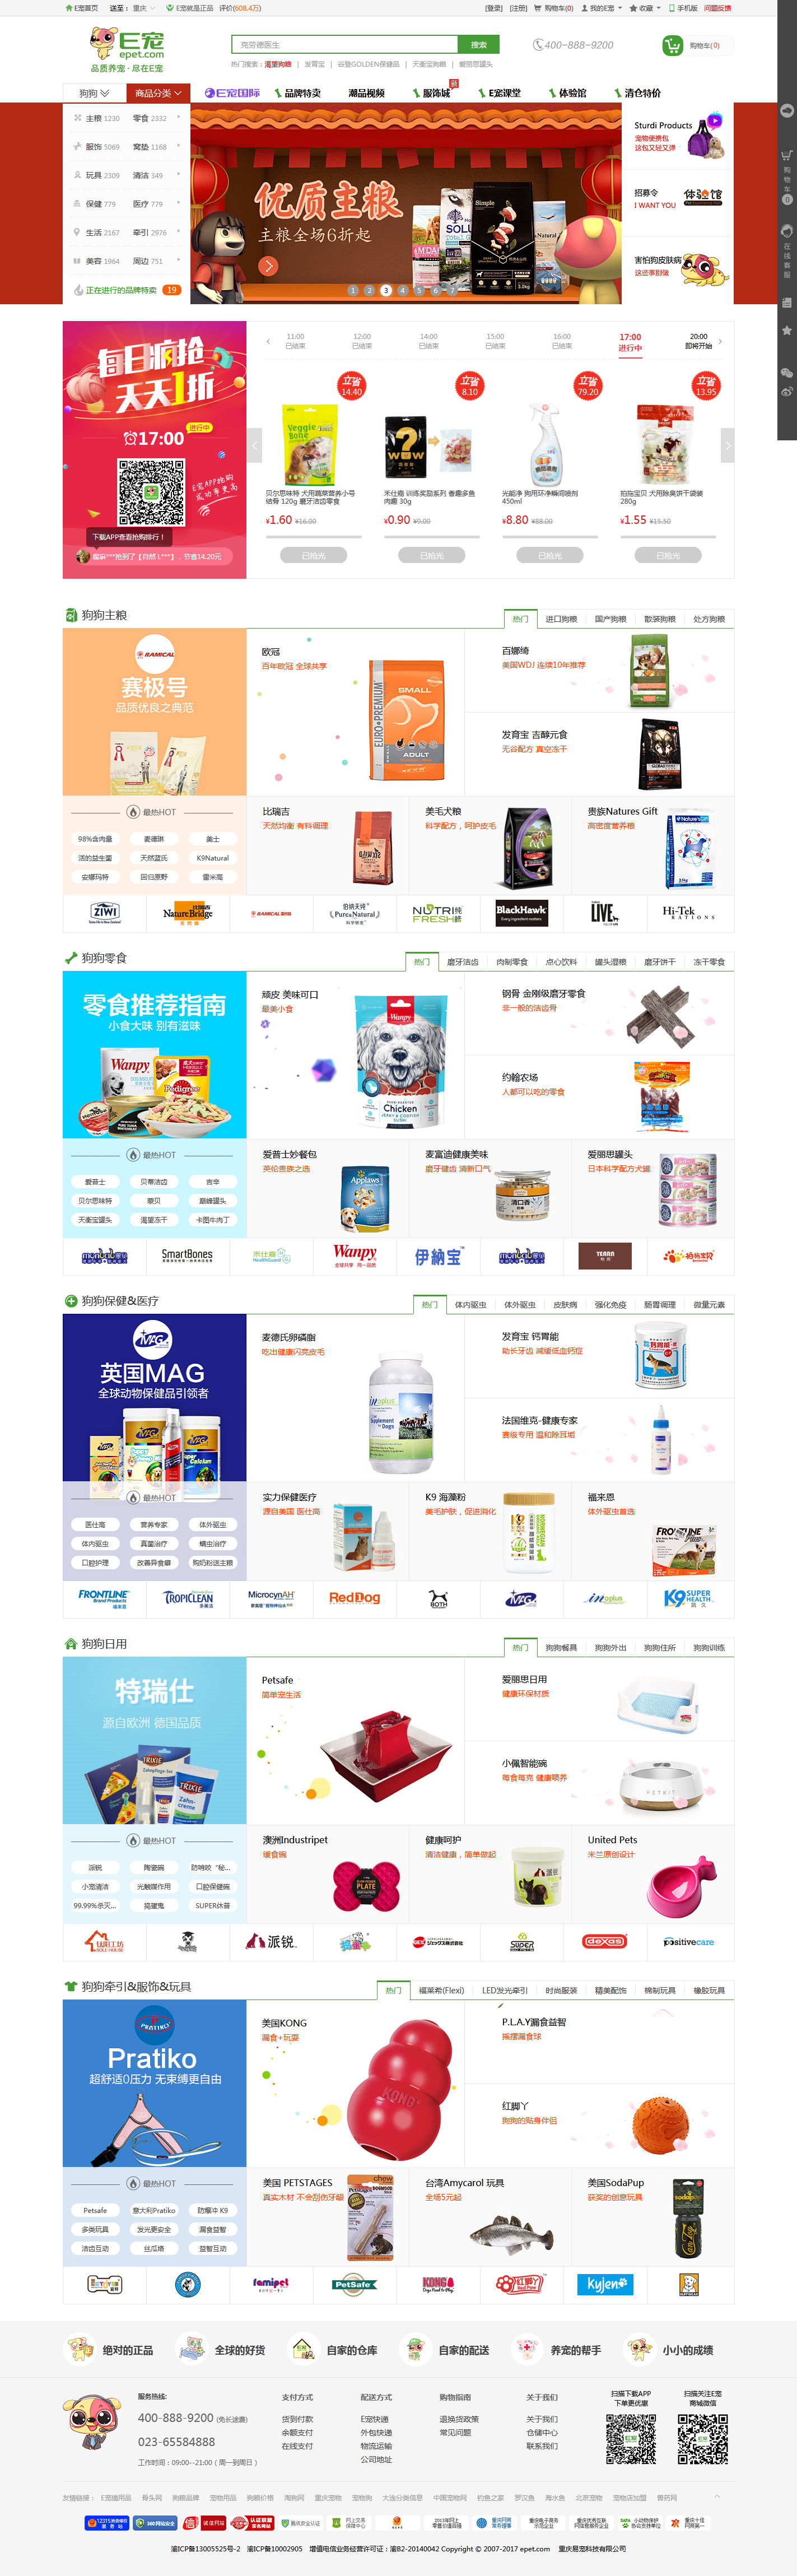 E宠首页 送至： 重庆 E宠就是正品 评价(608.4万) [登录] [注册] 购物车(0) 我的E宠 收藏 手机版 问题反馈
E宠 epet.com
品质养宠·尽在E宠
克劳德医生 搜索
400-888-9200
购物车(0)
热门搜索：渴望狗粮 | 发育宝 | 谷登GOLDEN保健品 | 天衡宝狗粮 | 爱丽思罐头
狗狗 商品分类 E宠国际 品牌特卖 潮品视频 服饰城 新 E宠课堂 体验馆 清仓特价
主粮 1230 零食 2332
服饰 5069 窝垫 1168
玩具 2309 清洁 349
保健 779 医疗 779
生活 2167 牵引 2976
美容 1964 周边 751
正在进行的品牌特卖 19
优质主粮
主粮全场6折起
1 2 3 4 5 6 7
Sturdi Products
宠物便携包
这包又轻又弹
招募令
I WANT YOU
体验馆
害怕狗皮肤病
这些事别做
购物车
0
在线客服
每日疯抢
天天1折
进行中
17:00
E宠APP抢购
成功率更高
下载APP查看抢购排行！
11:00 12:00 14:00 15:00 16:00 17:00 20:00
已结束 已结束 已结束 已结束 已结束 进行中 即将开始
立省 14.40
立省 8.10
立省 79.20
立省 13.95
贝尔思味特 犬用蔬菜营养小号结骨 120g 磨牙洁齿零食
禾仕嘉 训练奖励系列 香趣多鱼肉趣 30g
光能净 狗用环净瞬间喷剂 450ml
拍拖宝贝 犬用除臭饼干袋装 280g
¥1.60 ¥16.00
¥0.90 ¥9.00
¥8.80 ¥88.00
¥1.55 ¥15.50
已抢光 已抢光 已抢光 已抢光
狗狗主粮
热门 进口狗粮 国产狗粮 散装狗粮 处方狗粮
RAMICAL
赛极号
品质优良之典范
欧冠
百年欧冠 全球共享
百娜绮
美国WDJ 连续10年推荐
发育宝 吉醇元食
无谷配方 真空冻干
最热HOT
98%含肉量 麦德琳 美士
活的益生菌 天然蓝氏 K9Natural
安娜玛特 回归原野 雷米高
比瑞吉
天然均衡 有料调理
美毛犬粮
科学配方，呵护皮毛
贵族Natures Gift
高密度营养粮
ZIWI NatureBridge RAMICAL Pure&Natural NUTRI FRESH BlackHawk LIVE Hi-Tek RATIONS
狗狗零食
热门 磨牙洁齿 肉制零食 点心饮料 罐头湿粮 磨牙饼干 冻干零食
零食推荐指南
小食大味 别有滋味
顽皮 美味可口
最美小食
钢骨 金刚级磨牙零食
非一般的洁齿骨
约翰农场
人都可以吃的零食
最热HOT
爱普士 贝蒂洁齿 吉辛
贝尔思味特 蒙贝 巅峰罐头
天衡宝罐头 渴望冻干 卡图牛肉丁
爱普士妙餐包
英伦贵族之选
麦富迪健康美味
磨牙健齿 清新口气
爱丽思罐头
日本科学配方犬罐
SmartBones 禾仕嘉 Wanpy 伊納宝 拍拖宝贝
狗狗保健&医疗
热门 体内驱虫 体外驱虫 皮肤病 强化免疫 肠胃调理 微量元素
MAG
英国MAG
全球动物保健品引领者
麦德氏卵磷脂
吃出健康闪亮皮毛
发育宝 钙胃能
助长牙齿 减缓低血钙症
法国维克-健康专家
赛级专用 温和除耳垢
最热HOT
医仕高 营养专家 体外驱虫
体内驱虫 真菌治疗 螨虫治疗
口腔护理 改善异食癖 购奶粉送主粮
实力保健医疗
源自美国 医仕高
K9 海藻粉
美毛护肤，促进消化
福来恩
体外驱虫首选
FRONTLINE TROPICLEAN MicrocynAH RedDog BOTH MAG inoplus K9 SUPER HEALTH
狗狗日用
热门 狗狗餐具 狗狗外出 狗狗住所 狗狗训练
特瑞仕
源自欧洲 德国品质
Petsafe
简单宠生活
爱丽思日用
健康环保材质
小佩智能碗
每食每克 健康喂养
最热HOT
派锐 陶瓷碗 防啃咬“秘...
小宠清洁 光触媒作用 口腔保健碗
99.99%杀灭... 捣蛋鬼 SUPER休普
澳洲Industripet
缓食碗
健康呵护
清洁健康，简单做起
United Pets
米兰原创设计
派锐 SUPER dexas positivecare
狗狗牵引&服饰&玩具
热门 福莱希(Flexi) LED发光牵引 时尚服装 精美配饰 棉制玩具 橡胶玩具
PRATIKO
Pratiko
超舒适0压力 无束缚更自由
美国KONG
漏食+玩耍
P.L.A.Y漏食益智
摇摆漏食球
红脚丫
狗狗的贴身伴侣
最热HOT
Petsafe 意大利Pratiko 防爆冲 K9
多类玩具 发光更安全 漏食益智
洁齿互动 丝瓜络 益智互动
美国 PETSTAGES
真实木材 不会刮伤牙龈
台湾Amycarol 玩具
全场5元起
美国SodaPup
获奖的创意玩具
famipet PetSafe KONG 红脚丫 Kyjen
绝对的正品 全球的好货 自家的仓库 自家的配送 养宠的帮手 小小的成绩
服务热线:
400-888-9200 (免长途费)
023-65584888
工作时间：09:00--21:00（周一到周日）
支付方式 配送方式 购物指南 关于我们
货到付款 E宠快递 退换货政策 关于我们
余额支付 外包快递 常见问题 仓储中心
在线支付 物流运输 联系我们
公司地址
扫描下载APP
下单更优惠
扫描关注E宠
商城微信
友情链接： E宠猫用品 骨头网 狗粮品牌 宠物用品 狗粮价格 淘狗网 重庆宠物 宠物狗 大连分类信息 中国宠物网 钓鱼之家 罗汉鱼 海水鱼 北京宠物 宠物店加盟 兽药网
渝ICP备13005525号-2 渝ICP备10002905 增值电信业务经营许可证：渝B2-20140042 Copyright © 2007-2017 epet.com 重庆易宠科技有限公司